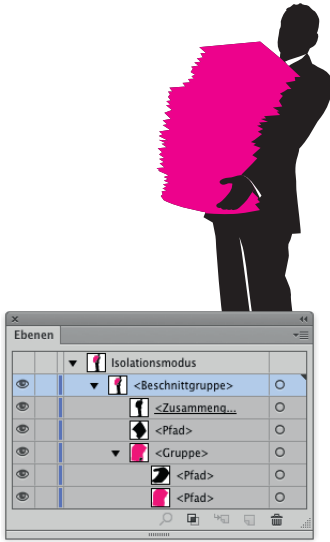 Ebenen
Isolationsmodus
<Beschnittgruppe>
<Zusammeng...
<Pfad>
<Gruppe>
<Pfad>
<Pfad>